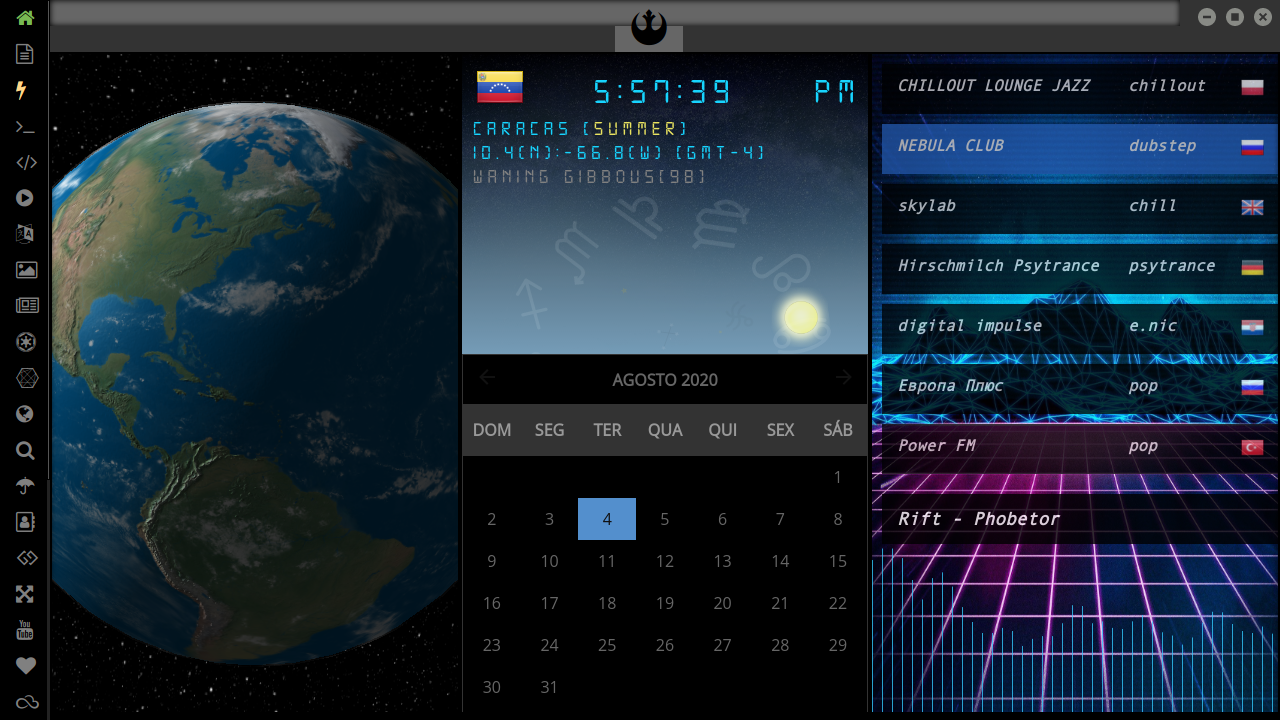 5:57:39 PM
CARACAS (SUMMER)
10.4(N):-66.8(W) (GMT-4)
WANING GIBBOUS(98)
AGOSTO 2020
DOM SEG TER QUA QUI SEX SÁB
1
2 3 4 5 6 7 8
9 10 11 12 13 14 15
16 17 18 19 20 21 22
23 24 25 26 27 28 29
30 31
CHILLOUT LOUNGE JAZZ chillout
NEBULA CLUB dubstep
skylab chill
Hirschmilch Psytrance psytrance
digital impulse e.nic
Европа Плюс pop
Power FM pop
Rift - Phobetor
You
Tube